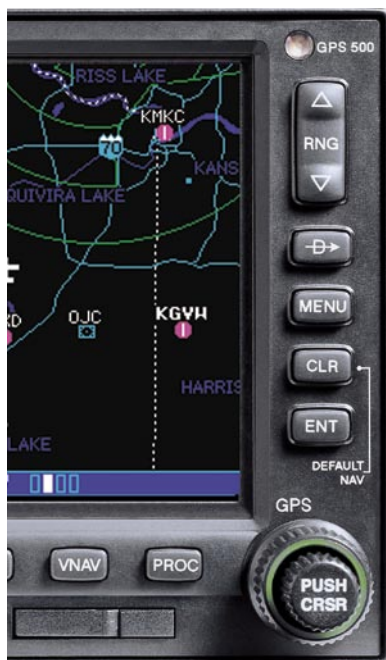 GPS 500
RISS LAKE
KMKC
RNG
70
KANS
QUIVIRA LAKE
MENU
OJC
KGVW
CLR
HARRIS
ENT
LAKE
DEFAULT
NAV
GPS
VNAV
PROC
PUSH
CRSR